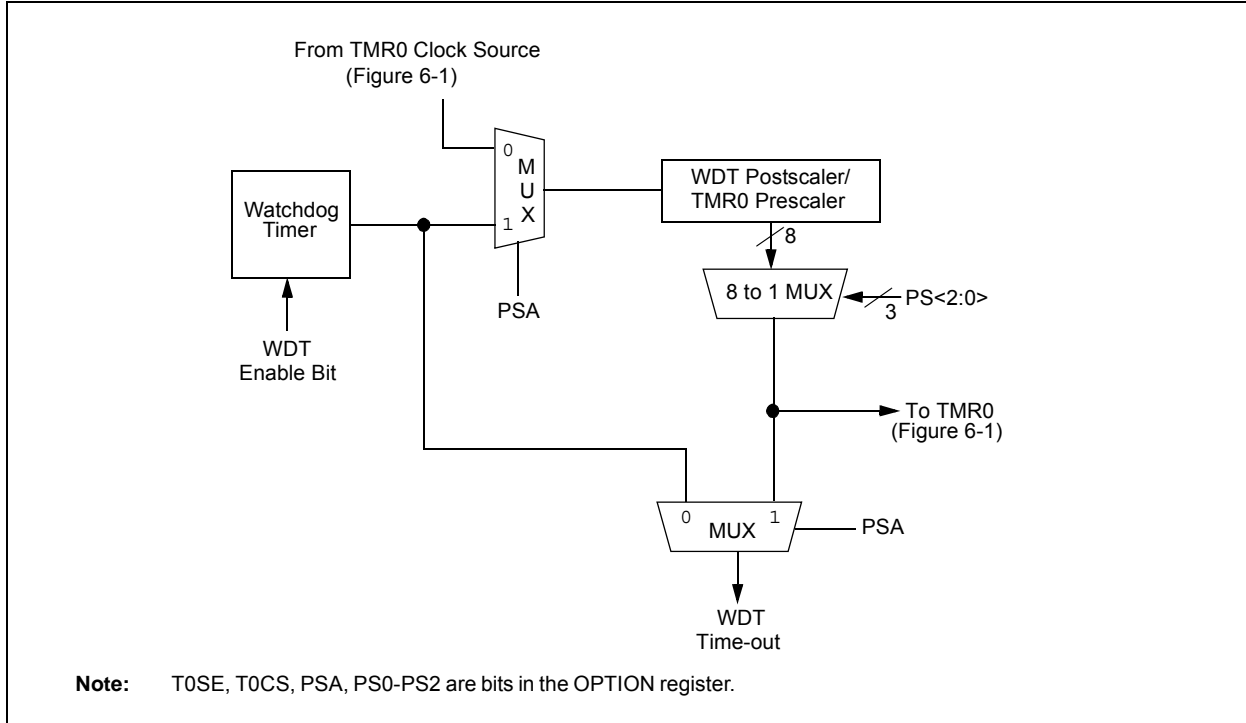 From TMR0 Clock Source
(Figure 6-1)
0
M
U
X
1
PSA
Watchdog
Timer
WDT
Enable Bit
WDT Postscaler/
TMR0 Prescaler
8
8 to 1 MUX
PS<2:0>
3
To TMR0
(Figure 6-1)
0
1
MUX
PSA
WDT
Time-out
Note: T0SE, T0CS, PSA, PS0-PS2 are bits in the OPTION register.